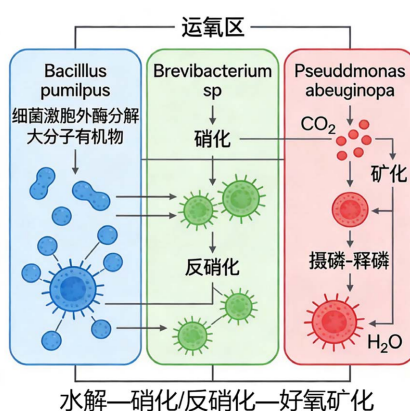 运氧区
Bacilllus
pumilpus
细菌激胞外酶分解
大分子有机物
Brevibacterium
sp
硝化
反硝化
Pseuddmonas
abeuginopa
CO₂
矿化
摄磷-释磷
H₂O
水解—硝化/反硝化—好氧矿化